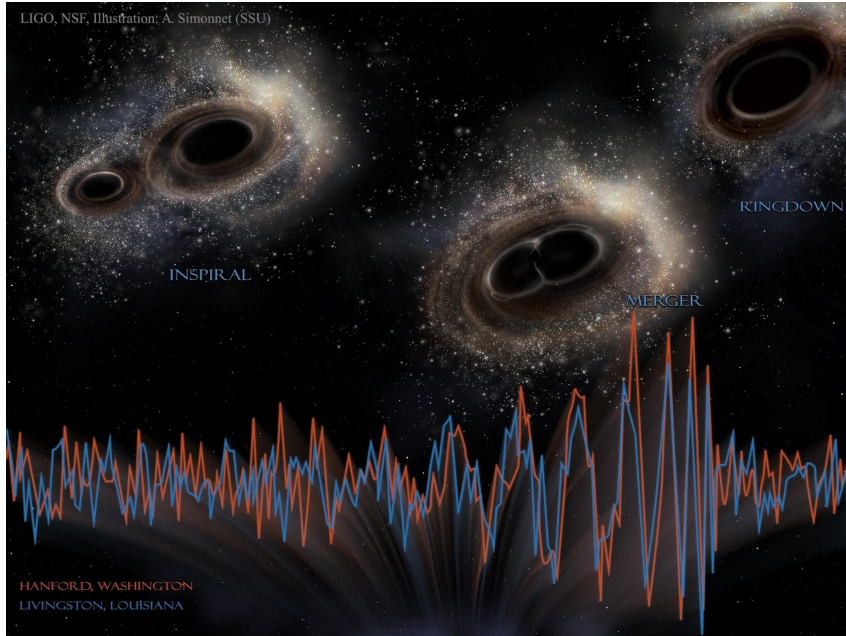 LIGO, NSF, Illustration: A. Simonnet (SSU)
RINGDOWN
INSPIRAL
MERGER
HANFORD, WASHINGTON
LIVINGSTON, LOUISIANA